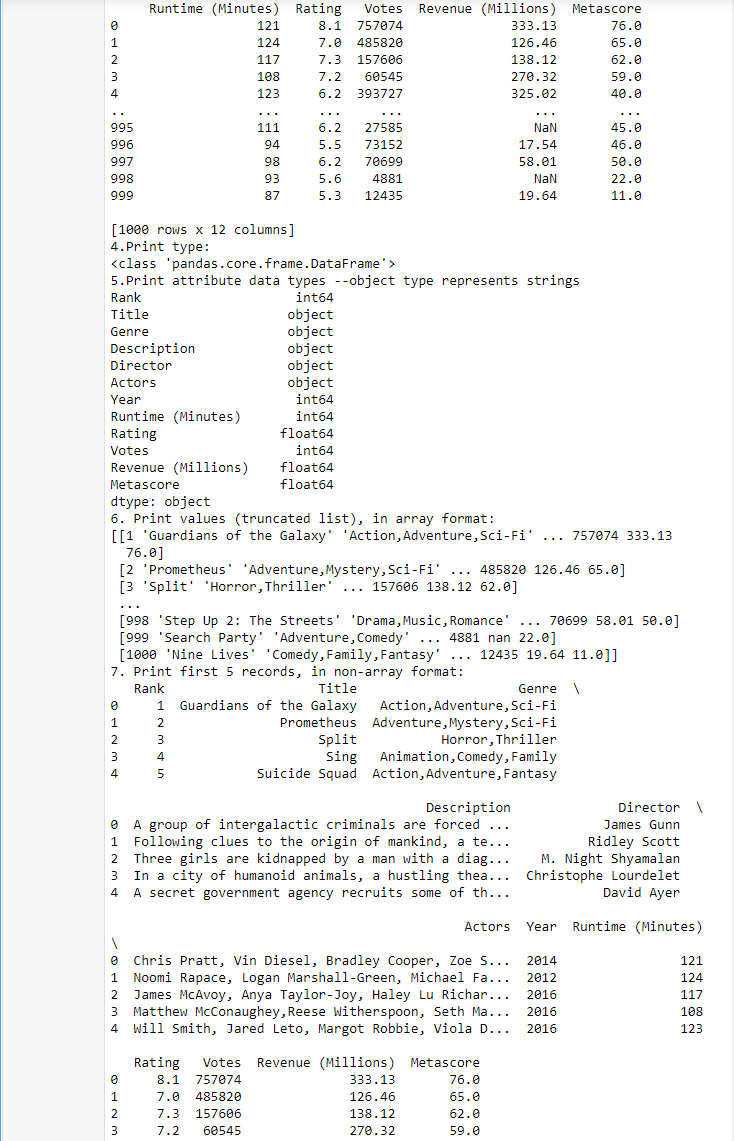 Runtime (Minutes) Rating Votes Revenue (Millions) Metascore
0 121 8.1 757074 333.13 76.0
1 124 7.0 485820 126.46 65.0
2 117 7.3 157606 138.12 62.0
3 108 7.2 60545 270.32 59.0
4 123 6.2 393727 325.02 40.0
.. ... ... ... ... ...
995 111 6.2 27585 NaN 45.0
996 94 5.5 73152 17.54 46.0
997 98 6.2 70699 58.01 50.0
998 93 5.6 4881 NaN 22.0
999 87 5.3 12435 19.64 11.0
[1000 rows x 12 columns]
4.Print type:
<class 'pandas.core.frame.DataFrame'>
5.Print attribute data types --object type represents strings
Rank int64
Title object
Genre object
Description object
Director object
Actors object
Year int64
Runtime (Minutes) int64
Rating float64
Votes int64
Revenue (Millions) float64
Metascore float64
dtype: object
6. Print values (truncated list), in array format:
[[1 'Guardians of the Galaxy' 'Action,Adventure,Sci-Fi' ... 757074 333.13
76.0]
[2 'Prometheus' 'Adventure,Mystery,Sci-Fi' ... 485820 126.46 65.0]
[3 'Split' 'Horror,Thriller' ... 157606 138.12 62.0]
...
[998 'Step Up 2: The Streets' 'Drama,Music,Romance' ... 70699 58.01 50.0]
[999 'Search Party' 'Adventure,Comedy' ... 4881 nan 22.0]
[1000 'Nine Lives' 'Comedy,Family,Fantasy' ... 12435 19.64 11.0]]
7. Print first 5 records, in non-array format:
Rank Title Genre \
0 1 Guardians of the Galaxy Action,Adventure,Sci-Fi
1 2 Prometheus Adventure,Mystery,Sci-Fi
2 3 Split Horror,Thriller
3 4 Sing Animation,Comedy,Family
4 5 Suicide Squad Action,Adventure,Fantasy
Description Director \
0 A group of intergalactic criminals are forced ... James Gunn
1 Following clues to the origin of mankind, a te... Ridley Scott
2 Three girls are kidnapped by a man with a diag... M. Night Shyamalan
3 In a city of humanoid animals, a hustling thea... Christophe Lourdelet
4 A secret government agency recruits some of th... David Ayer
Actors Year Runtime (Minutes)
\
0 Chris Pratt, Vin Diesel, Bradley Cooper, Zoe S... 2014 121
1 Noomi Rapace, Logan Marshall-Green, Michael Fa... 2012 124
2 James McAvoy, Anya Taylor-Joy, Haley Lu Richar... 2016 117
3 Matthew McConaughey,Reese Witherspoon, Seth Ma... 2016 108
4 Will Smith, Jared Leto, Margot Robbie, Viola D... 2016 123
Rating Votes Revenue (Millions) Metascore
0 8.1 757074 333.13 76.0
1 7.0 485820 126.46 65.0
2 7.3 157606 138.12 62.0
3 7.2 60545 270.32 59.0